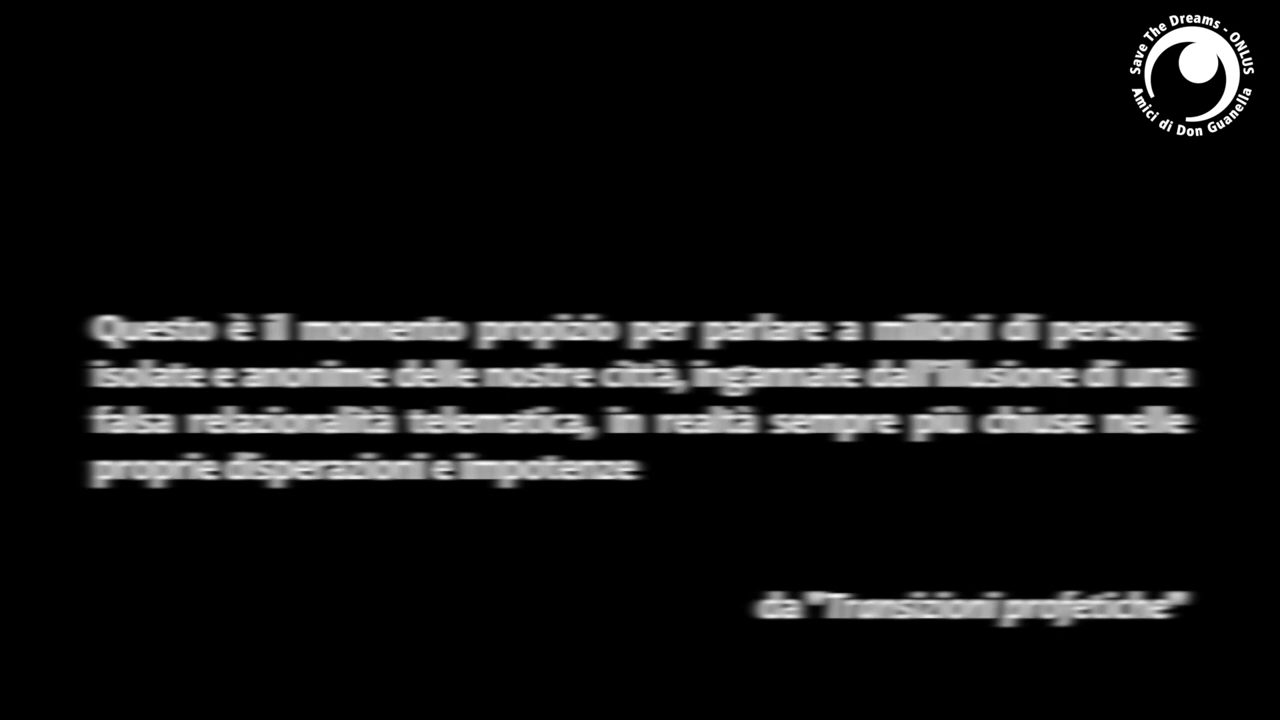 Save The Dreams - ONLUS
Amici di Don Guanella
Questo è il momento propizio per parlare a milioni di persone
isolate e anonime delle nostre città, ingannate dall'illusione di una
falsa relazionalità telematica, in realtà sempre più chiuse nelle
proprie disperazioni e impotenze
da "Transizioni profetiche"